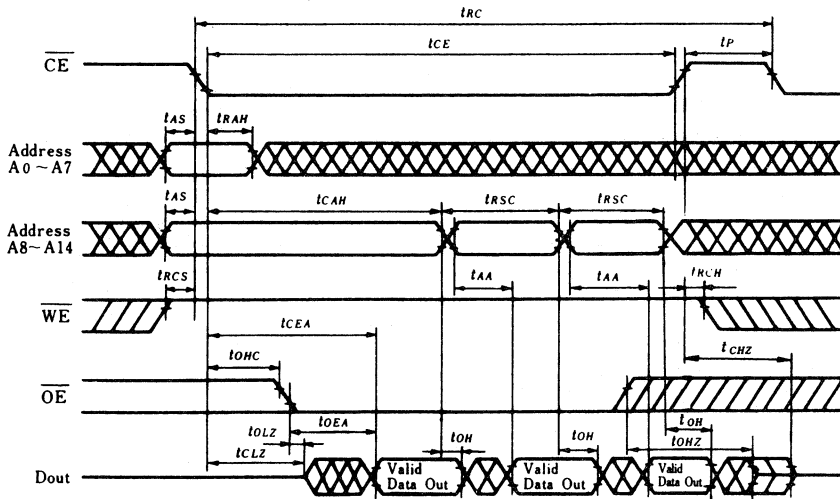 tRC
tCE
tP
CE
tAS
tRAH
Address
A0~A7
tAS
tCAH
tRSC
tRSC
Address
A8~A14
tRCS
tAA
tAA
tRCH
WE
tCEA
tCHZ
tOHC
OE
tOEA
tOLZ
tOH
tOH
tOH
tOHZ
tCLZ
Dout
Valid
Data Out
Valid
Data Out
Valid
Data Out